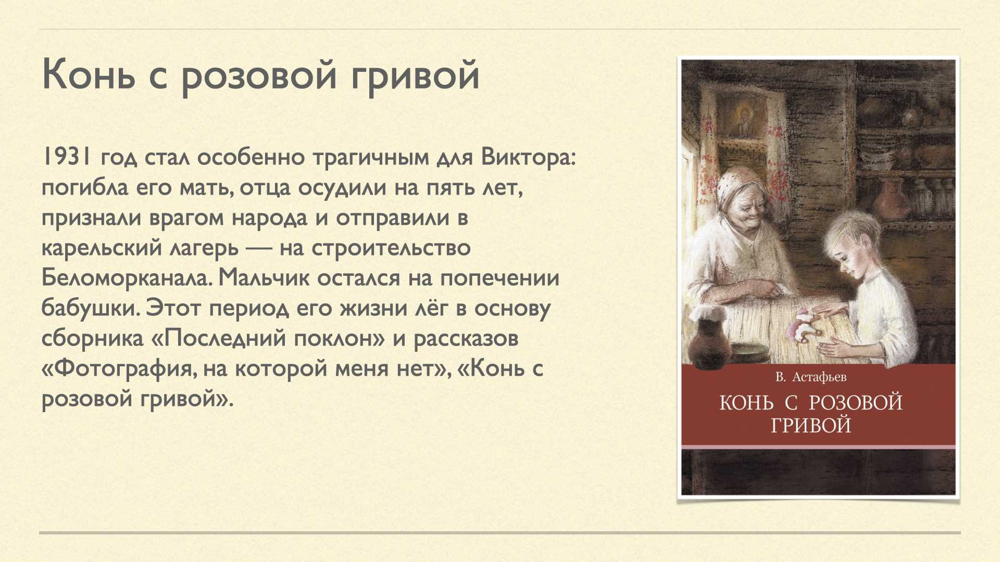 Конь с розовой гривой
1931 год стал особенно трагичным для Виктора:
погибла его мать, отца осудили на пять лет,
признали врагом народа и отправили в
карельский лагерь — на строительство
Беломорканала. Мальчик остался на попечении
бабушки. Этот период его жизни лёг в основу
сборника «Последний поклон» и рассказов
«Фотография, на которой меня нет», «Конь с
розовой гривой».
В. Астафьев
КОНЬ С РОЗОВОЙ
ГРИВОЙ